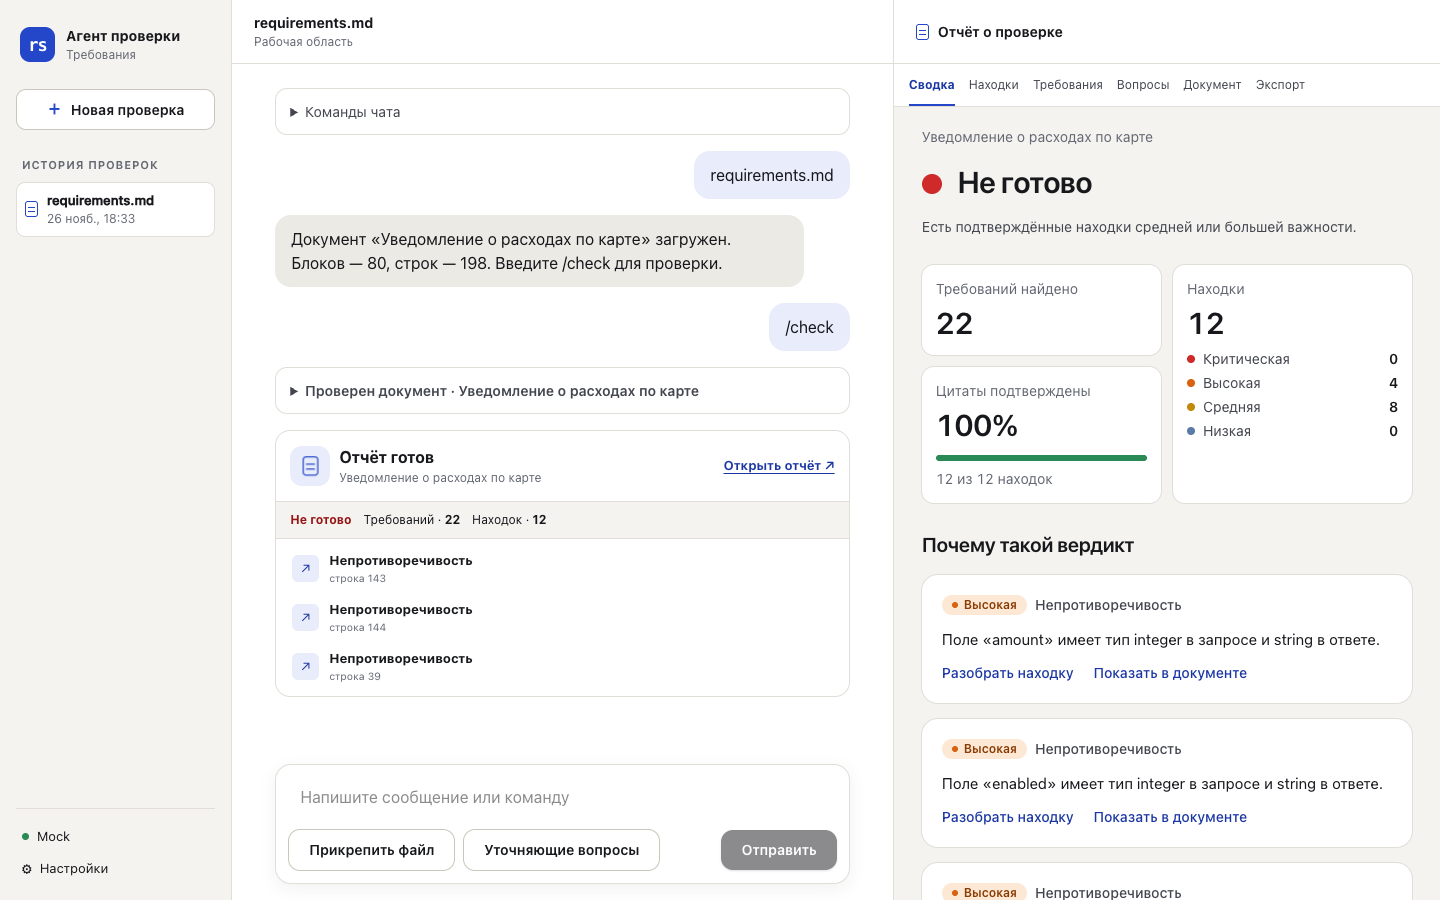 rs
Агент проверки
Требования
+ Новая проверка
ИСТОРИЯ ПРОВЕРОК
requirements.md
26 нояб., 18:33
Mock
Настройки
requirements.md
Рабочая область
Команды чата
requirements.md
Документ «Уведомление о расходах по карте» загружен.
Блоков — 80, строк — 198. Введите /check для проверки.
/check
Проверен документ · Уведомление о расходах по карте
Отчёт готов
Уведомление о расходах по карте
Открыть отчёт ↗
Не готово Требований · 22 Находок · 12
Непротиворечивость
строка 143
Непротиворечивость
строка 144
Непротиворечивость
строка 39
Напишите сообщение или команду
Прикрепить файл Уточняющие вопросы Отправить
Отчёт о проверке
Сводка Находки Требования Вопросы Документ Экспорт
Уведомление о расходах по карте
Не готово
Есть подтверждённые находки средней или большей важности.
Требований найдено
22
Цитаты подтверждены
100%
12 из 12 находок
Находки
12
Критическая 0
Высокая 4
Средняя 8
Низкая 0
Почему такой вердикт
Высокая Непротиворечивость
Поле «amount» имеет тип integer в запросе и string в ответе.
Разобрать находку Показать в документе
Высокая Непротиворечивость
Поле «enabled» имеет тип integer в запросе и string в ответе.
Разобрать находку Показать в документе
Высокая Непротиворечивость